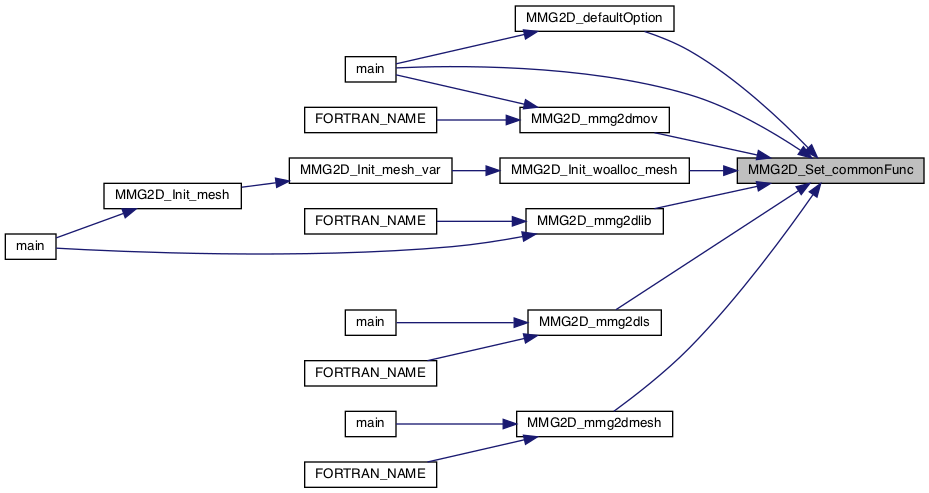 MMG2D_defaultOption
main
FORTRAN_NAME
MMG2D_mmg2dmov
MMG2D_Set_commonFunc
MMG2D_Init_mesh_var
MMG2D_Init_woalloc_mesh
MMG2D_Init_mesh
FORTRAN_NAME
MMG2D_mmg2dlib
main
main
MMG2D_mmg2dls
FORTRAN_NAME
main
MMG2D_mmg2dmesh
FORTRAN_NAME